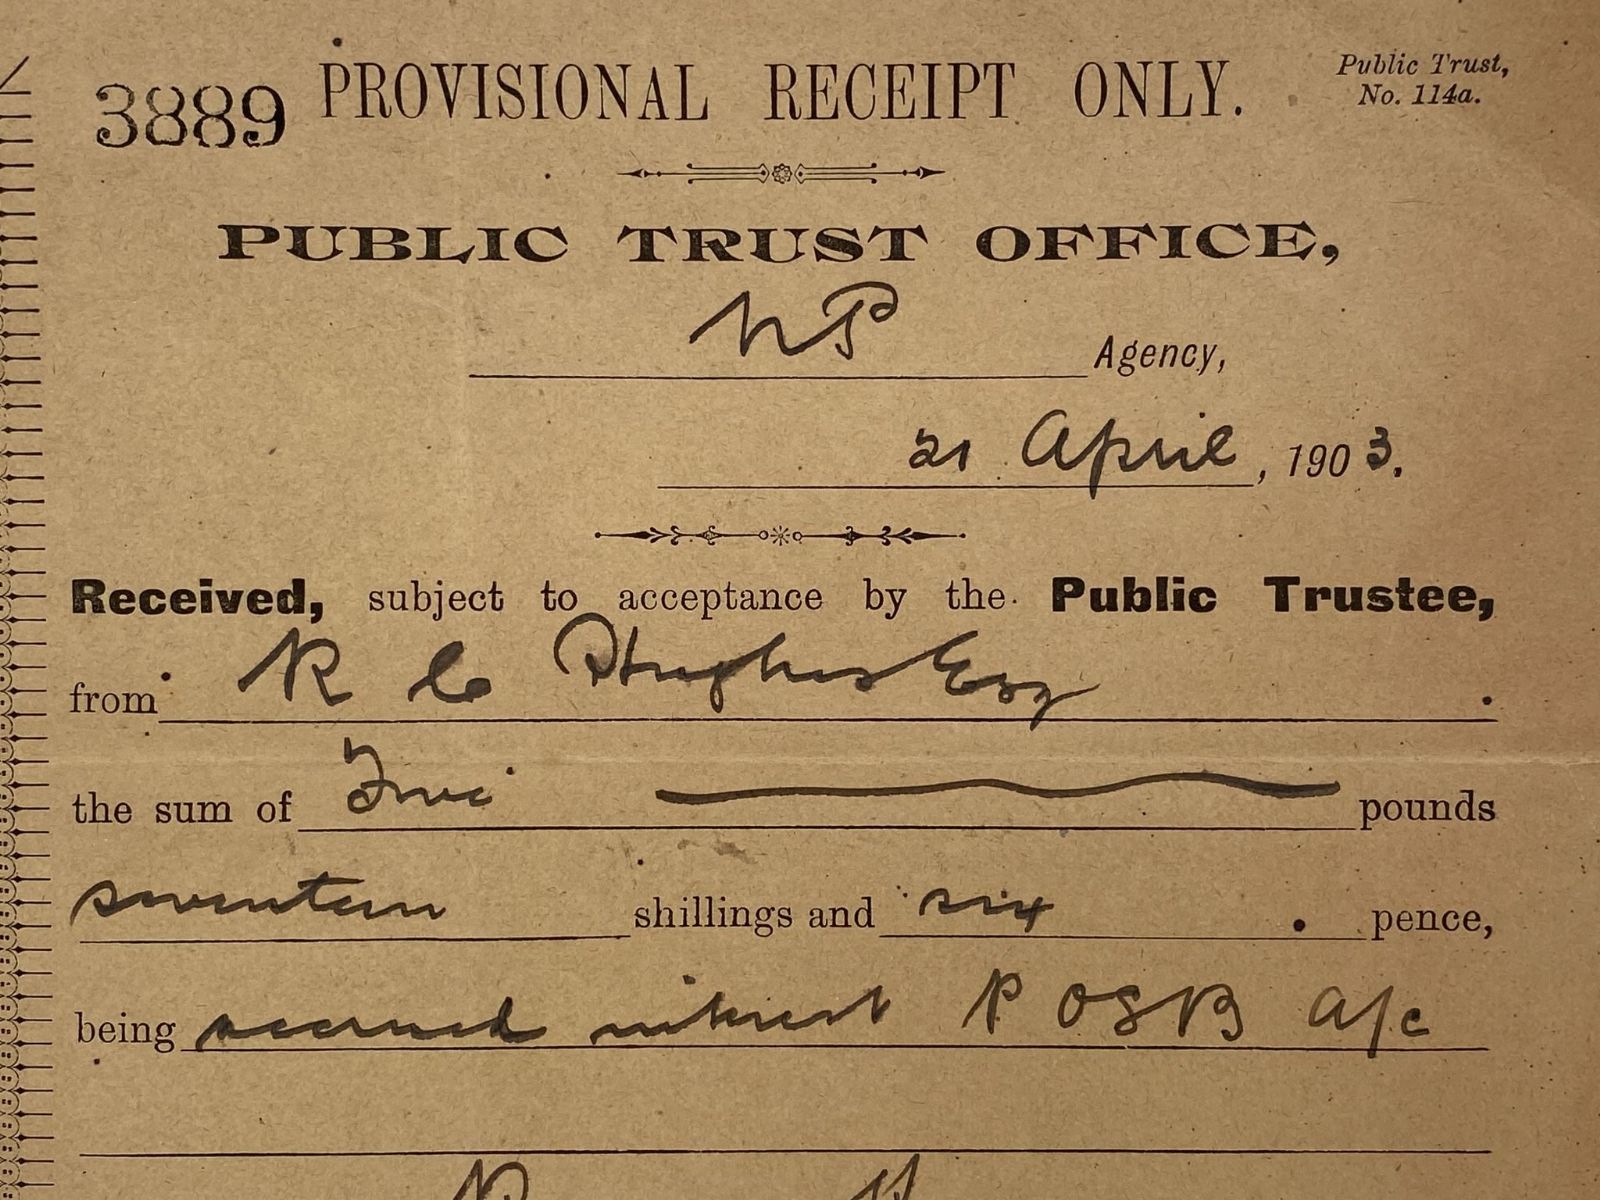 3889 PROVISIONAL RECEIPT ONLY.
Public Trust,
No. 114a.
PUBLIC TRUST OFFICE,
NP Agency,
21 April, 1903.
Received, subject to acceptance by the Public Trustee,
from R C Hughes Esq
the sum of pounds
seventeen shillings and six pence,
being accrued interest P O S B A/c